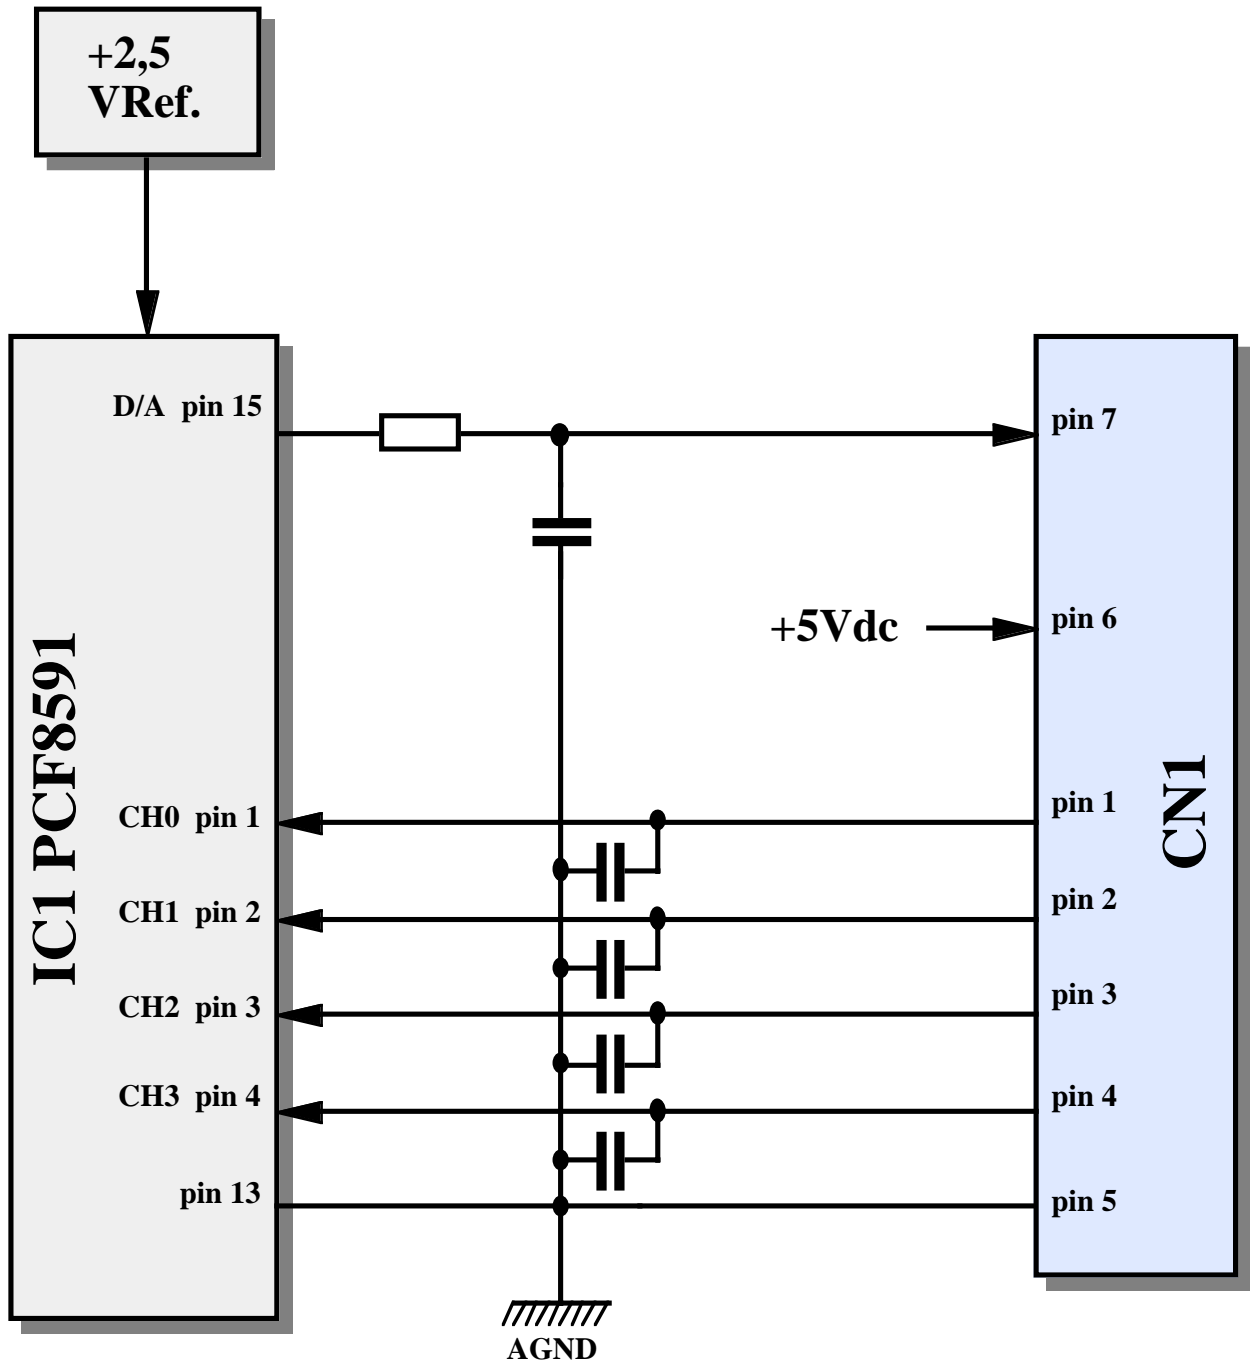 +2,5
VRef.
D/A pin 15
pin 7
+5Vdc
pin 6
IC1 PCF8591
CN1
CH0 pin 1
pin 1
CH1 pin 2
pin 2
CH2 pin 3
pin 3
CH3 pin 4
pin 4
pin 13
pin 5
AGND